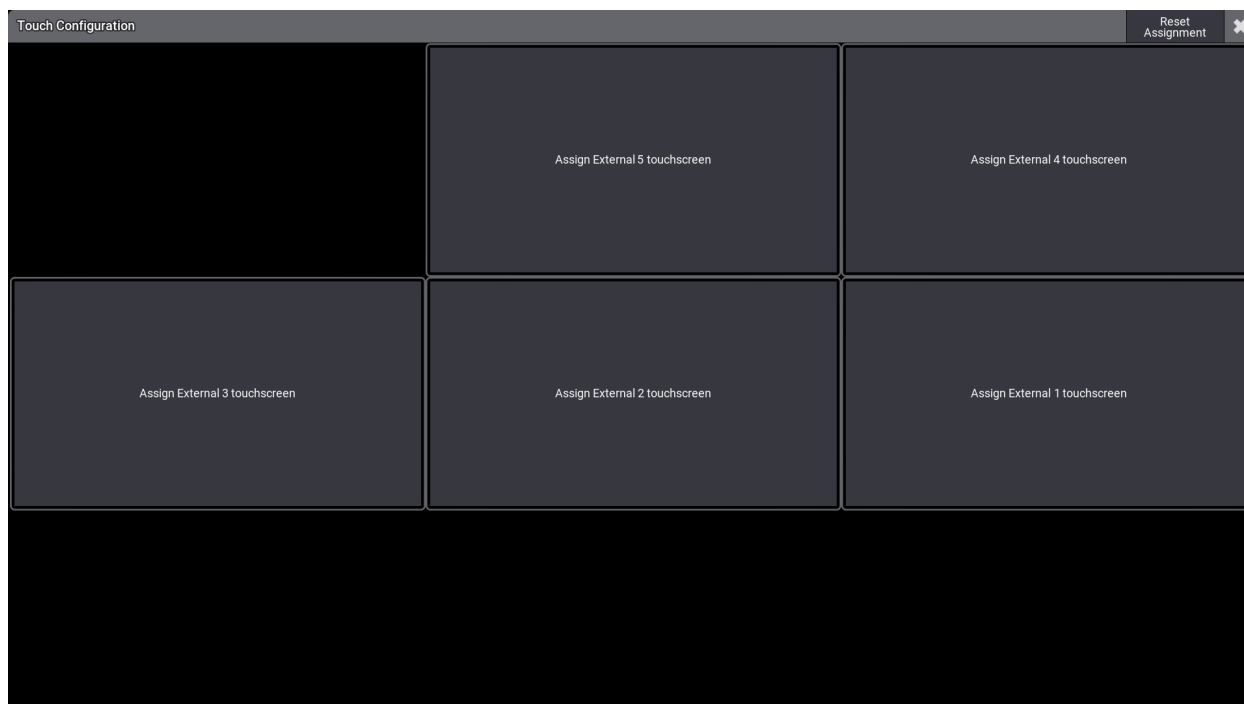 Touch Configuration
Reset
Assignment
Assign External 5 touchscreen
Assign External 4 touchscreen
Assign External 3 touchscreen
Assign External 2 touchscreen
Assign External 1 touchscreen